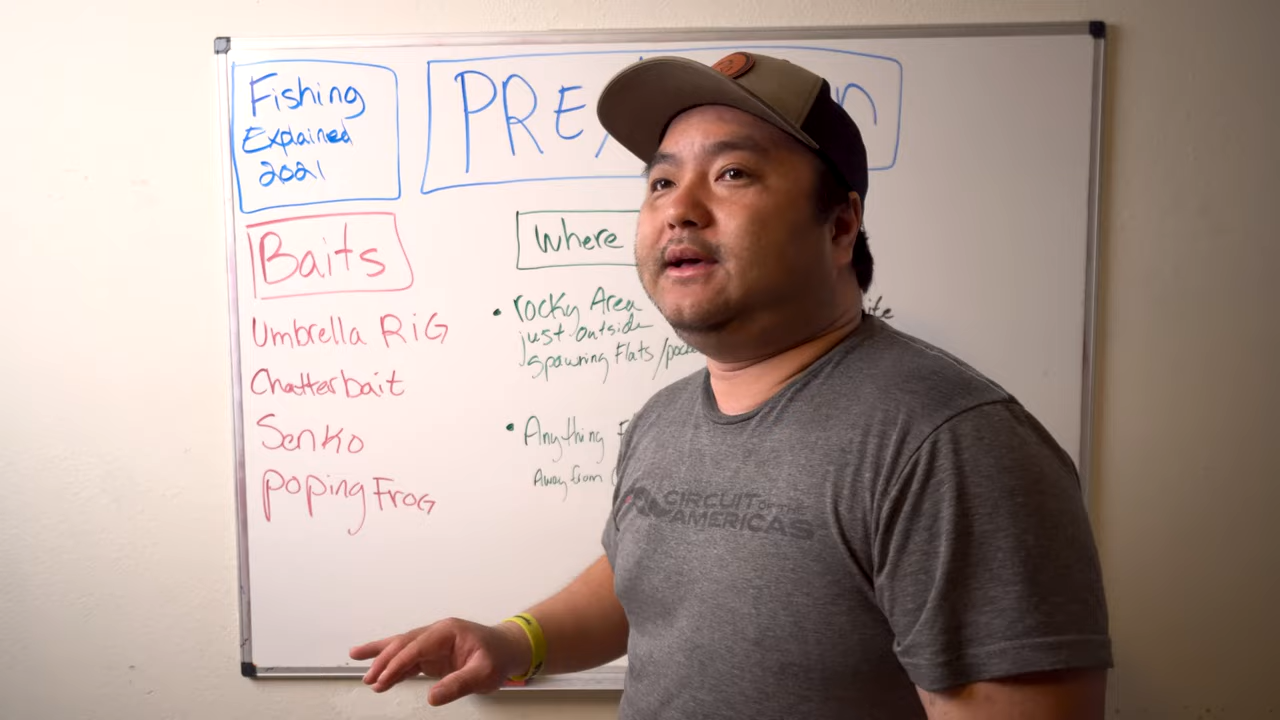 Fishing
Explained
2021
PRE/
Baits
Umbrella RiG
Chatterbait
Senko
poping FroG
Where
• rocky Area
just outside
spawning Flats/
• Anything
Away from
CIRCUIT OF THE
AMERICAS